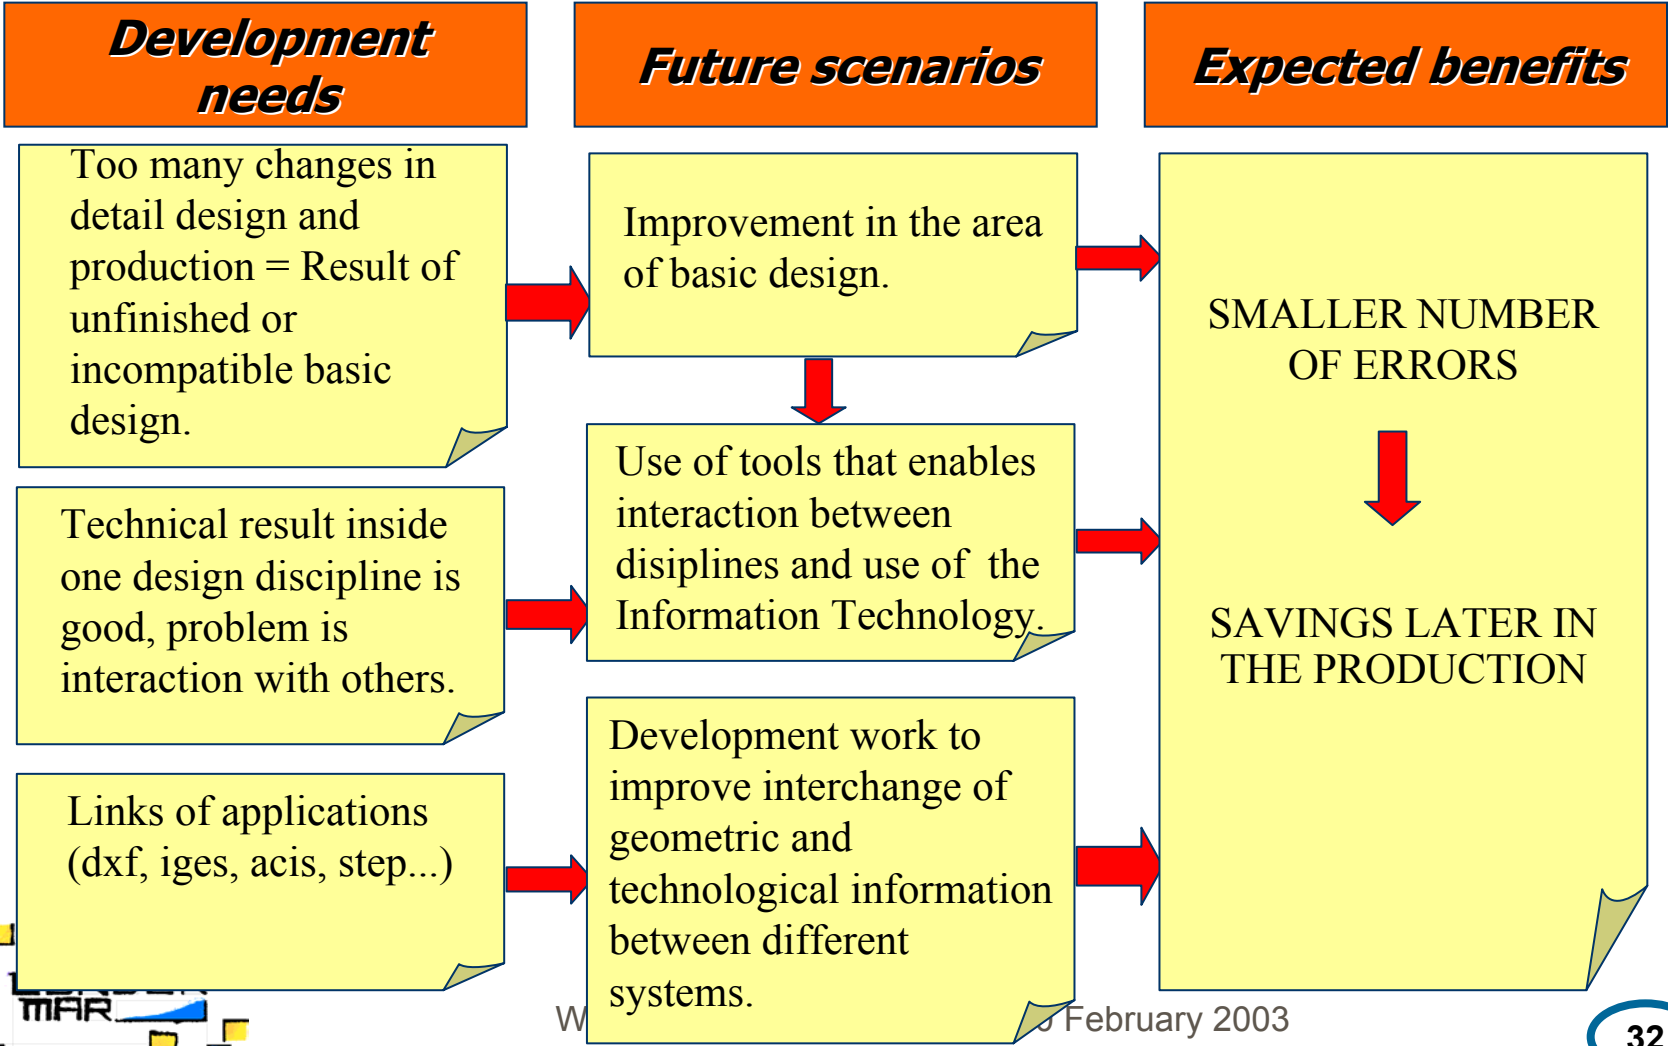 Development
needs
Future scenarios
Expected benefits
Too many changes in
detail design and
production = Result of
unfinished or
incompatible basic
design.
Technical result inside
one design discipline is
good, problem is
interaction with others.
Links of applications
(dxf, iges, acis, step...)
Improvement in the area
of basic design.
Use of tools that enables
interaction between
disiplines and use of the
Information Technology.
Development work to
improve interchange of
geometric and
technological information
between different
systems.
SMALLER NUMBER
OF ERRORS
SAVINGS LATER IN
THE PRODUCTION
MAR
February 2003
32